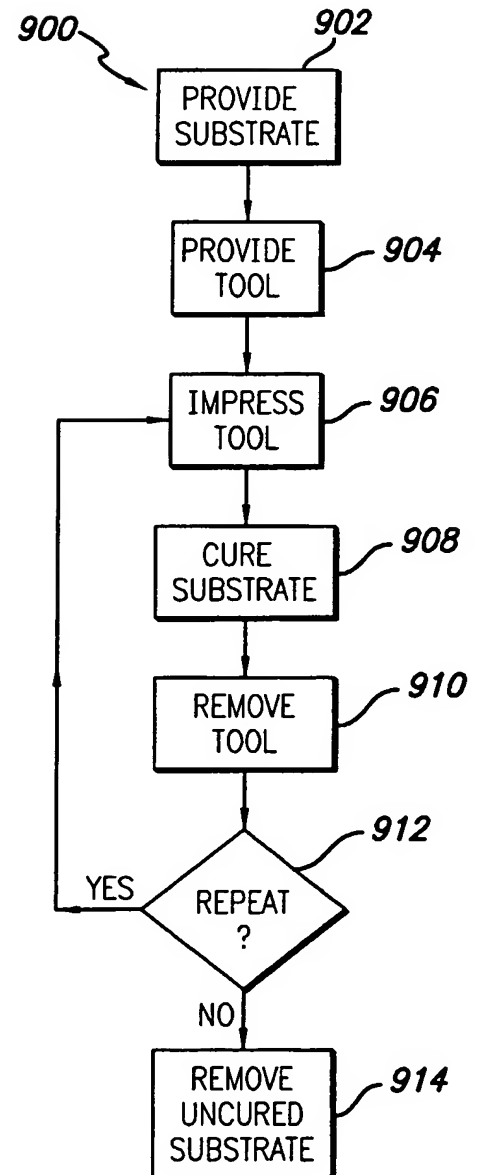 900
902
PROVIDE
SUBSTRATE
PROVIDE
TOOL
904
IMPRESS
TOOL
906
CURE
SUBSTRATE
908
REMOVE
TOOL
910
912
REPEAT
?
YES
NO
REMOVE
UNCURED
SUBSTRATE
914